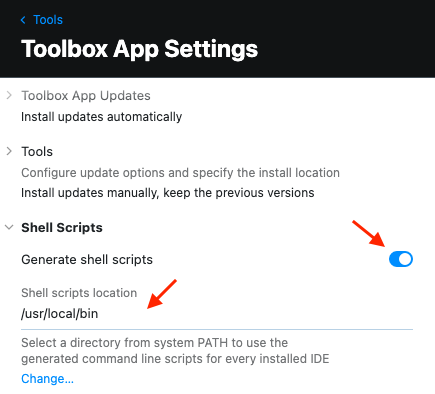 Tools
Toolbox App Settings
Toolbox App Updates
Install updates automatically
Tools
Configure update options and specify the install location
Install updates manually, keep the previous versions
Shell Scripts
Generate shell scripts
Shell scripts location
/usr/local/bin
Select a directory from system PATH to use the
generated command line scripts for every installed IDE
Change...